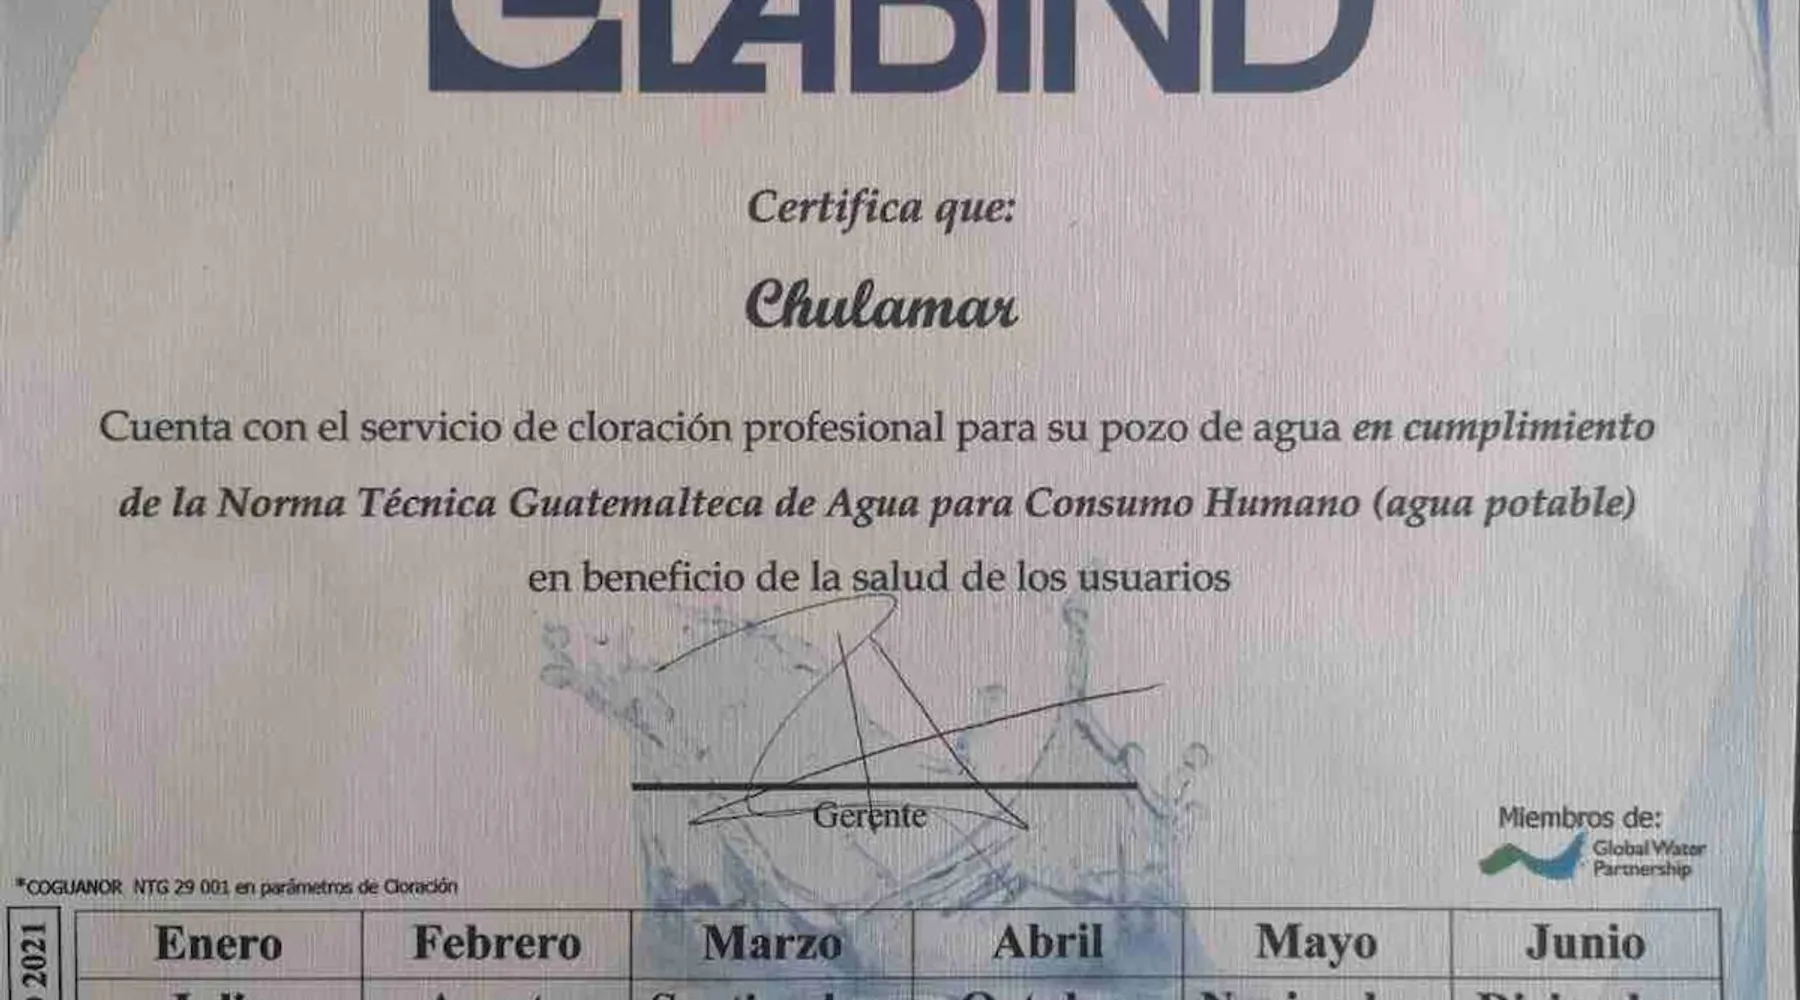 LABIND
Certifica que:
Chulamar
Cuenta con el servicio de cloración profesional para su pozo de agua en cumplimiento
de la Norma Técnica Guatemalteca de Agua para Consumo Humano (agua potable)
en beneficio de la salud de los usuarios
Gerente
Miembros de:
Global Water
Partnership
*COGUANOR NTG 29 001 en parámetros de Cloración
2021
Enero Febrero Marzo Abril Mayo Junio